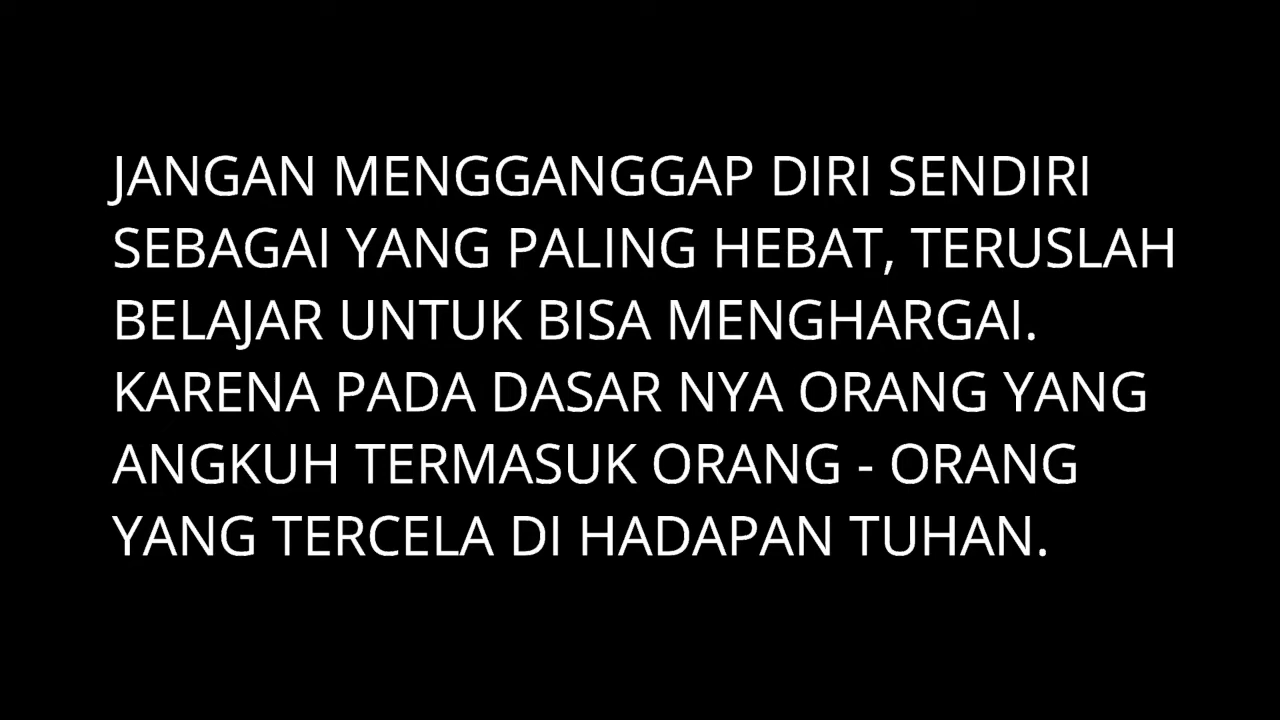 JANGAN MENGGANGGAP DIRI SENDIRI
SEBAGAI YANG PALING HEBAT, TERUSLAH
BELAJAR UNTUK BISA MENGHARGAI.
KARENA PADA DASAR NYA ORANG YANG
ANGKUH TERMASUK ORANG - ORANG
YANG TERCELA DI HADAPAN TUHAN.